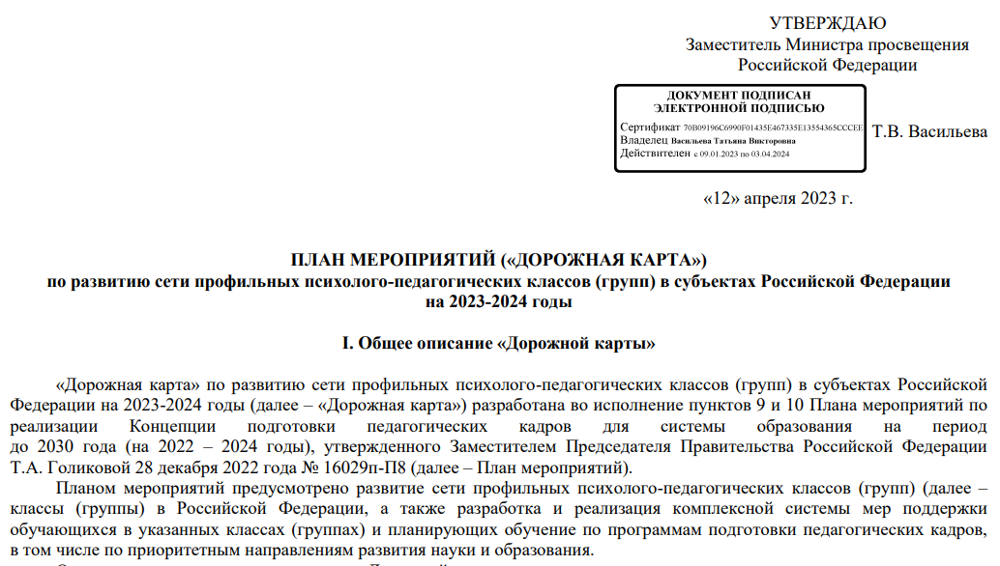 УТВЕРЖДАЮ
Заместитель Министра просвещения
Российской Федерации
ДОКУМЕНТ ПОДПИСАН
ЭЛЕКТРОННОЙ ПОДПИСЬЮ
Сертификат 70B09196C6990F01435E467335E13554365CCCEE
Владелец Васильева Татьяна Викторовна
Действителен с 09.01.2023 по 03.04.2024
Т.В. Васильева
«12» апреля 2023 г.
ПЛАН МЕРОПРИЯТИЙ («ДОРОЖНАЯ КАРТА»)
по развитию сети профильных психолого-педагогических классов (групп) в субъектах Российской Федерации
на 2023-2024 годы
I. Общее описание «Дорожной карты»
«Дорожная карта» по развитию сети профильных психолого-педагогических классов (групп) в субъектах Российской
Федерации на 2023-2024 годы (далее – «Дорожная карта») разработана во исполнение пунктов 9 и 10 Плана мероприятий по
реализации Концепции подготовки педагогических кадров для системы образования на период
до 2030 года (на 2022 – 2024 годы), утвержденного Заместителем Председателя Правительства Российской Федерации
Т.А. Голиковой 28 декабря 2022 года № 16029п-П8 (далее – План мероприятий).
Планом мероприятий предусмотрено развитие сети профильных психолого-педагогических классов (групп) (далее –
классы (группы) в Российской Федерации, а также разработка и реализация комплексной системы мер поддержки
обучающихся в указанных классах (группах) и планирующих обучение по программам подготовки педагогических кадров,
в том числе по приоритетным направлениям развития науки и образования.